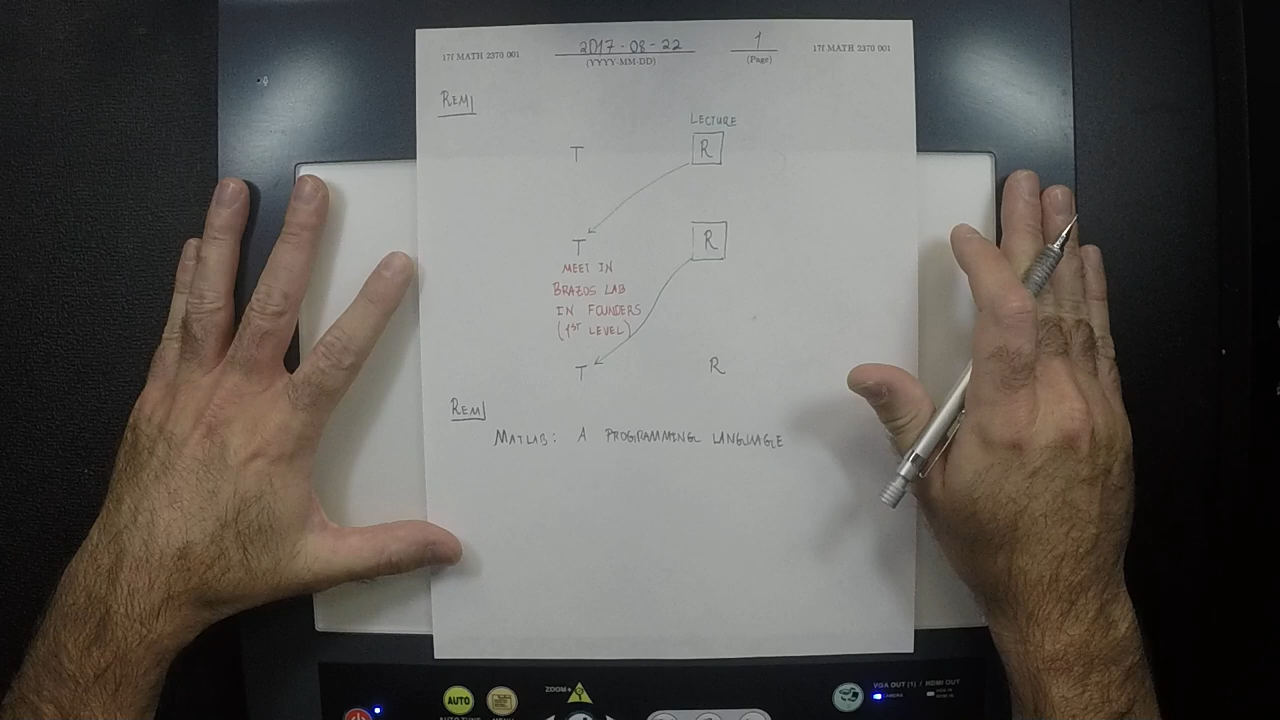 17f MATH 2370 001 2017-08-22 1 17f MATH 2370 001
(YYYY-MM-DD) (Page)
REM
LECTURE
T R
T R
MEET IN
BRAZOS LAB
IN FOUNDERS
(1ST LEVEL)
T R
REM
MATLAB: A PROGRAMMING LANGUAGE
ZOOM
AUTO
VGA OUT (1) / HDMI OUT
CAMERA